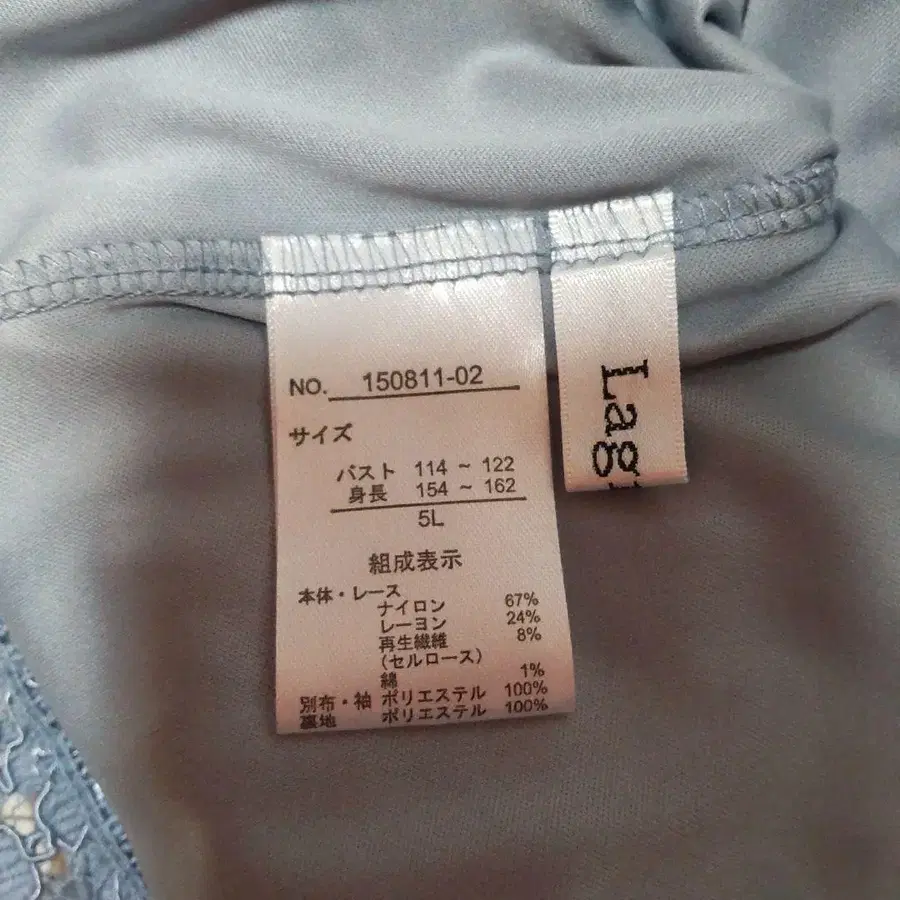 NO. 150811-02
サイズ
バスト 114 ~ 122
身長 154 ~ 162
5L
組成表示
本体・レース
ナイロン 67%
レーヨン 24%
再生繊維 8%
(セルロース)
綿 1%
別布・袖 ポリエステル 100%
裏地 ポリエステル 100%